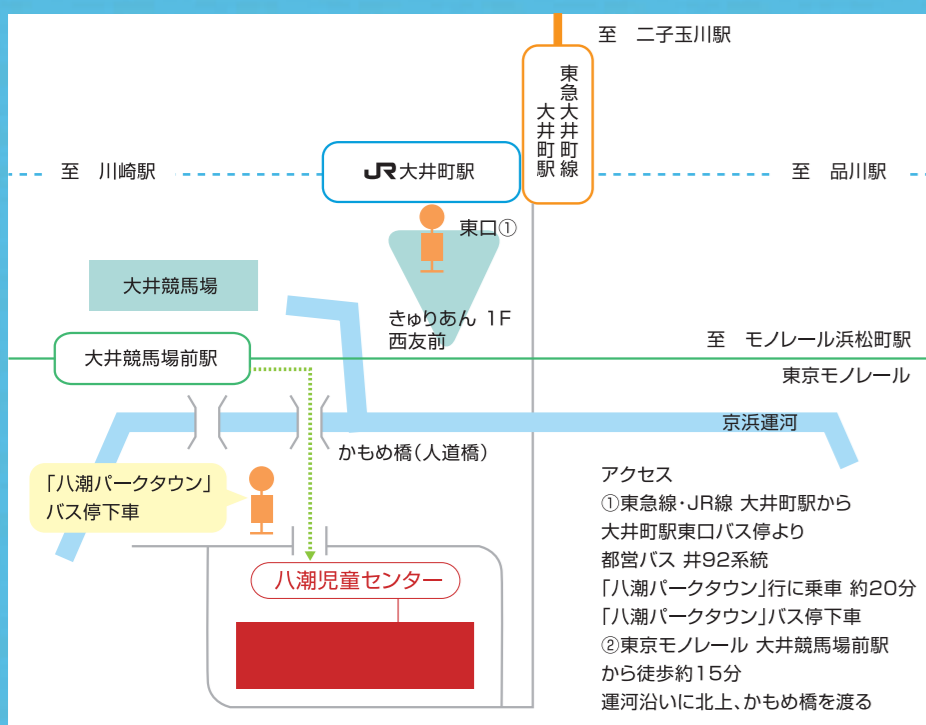 至　二子玉川駅
東急大井町線
大井町駅
至　川崎駅
JR大井町駅
至　品川駅
東口①
大井競馬場
きゅりあん 1F
西友前
至　モノレール浜松町駅
大井競馬場前駅
東京モノレール
京浜運河
かもめ橋(人道橋)
「八潮パークタウン」
バス停下車
八潮児童センター
アクセス
①東急線・JR線 大井町駅から
大井町駅東口バス停より
都営バス 井92系統
「八潮パークタウン」行に乗車 約20分
「八潮パークタウン」バス停下車
②東京モノレール 大井競馬場前駅
から徒歩約15分
運河沿いに北上、かもめ橋を渡る